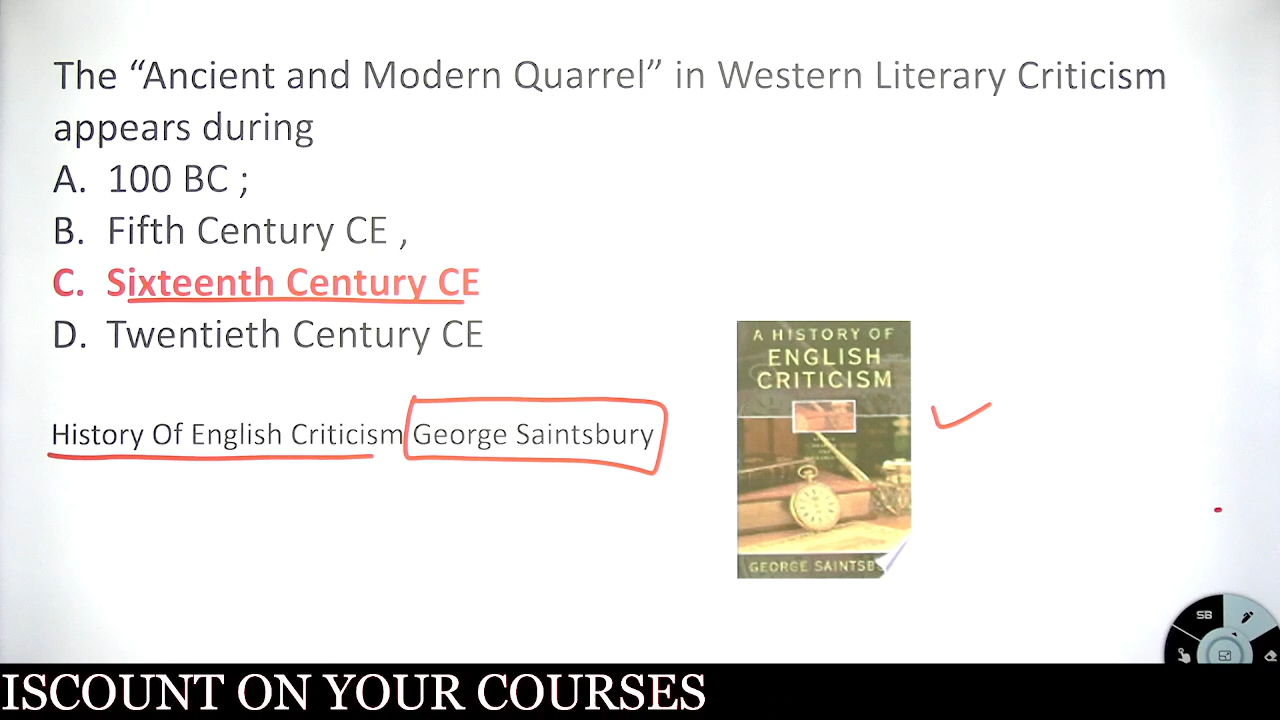 The “Ancient and Modern Quarrel” in Western Literary Criticism
appears during
A. 100 BC ;
B. Fifth Century CE ,
C. Sixteenth Century CE
D. Twentieth Century CE
History Of English Criticism George Saintsbury
A HISTORY OF
ENGLISH
CRITICISM
GEORGE SAINTSB
SB
ISCOUNT ON YOUR COURSES